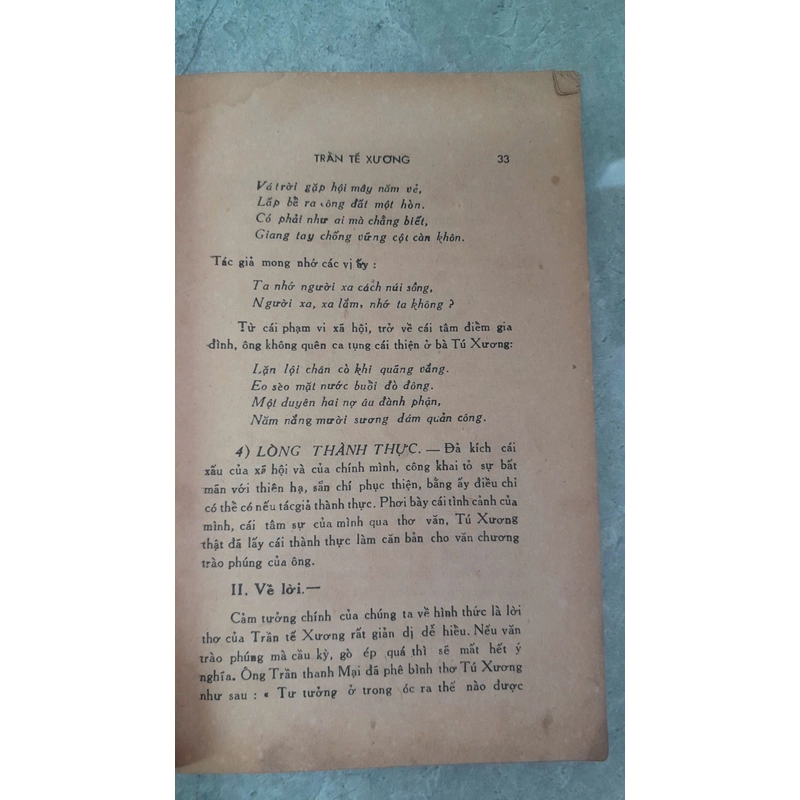 TRẦN TẾ XƯƠNG 33
Vá trời gặp hội mây năm vẻ,
Lấp bể ra công đất một hòn.
Có phải như ai mà chẳng biết,
Giang tay chống vững cột càn khôn.
Tác giả mong nhớ các vị ấy :
Ta nhớ người xa cách núi sông,
Người xa, xa lắm, nhớ ta không ?
Từ cái phạm vi xã hội, trở về cái tâm điểm gia
đình, ông không quên ca tụng cái thiện ở bà Tú Xương:
Lặn lội chân cò khi quãng vắng.
Eo sèo mặt nước buổi đò đông.
Một duyên hai nợ âu đành phận,
Năm nắng mười sương dám quản công.
4) LÒNG THÀNH THỰC. — Đả kích cái
xấu của xã hội và của chính mình, công khai tỏ sự bất
mãn với thiên hạ, sẵn chí phục thiện, bằng ấy điều chỉ
có thể có nếu tácgiả thành thực. Phơi bày cái tình cảnh của
mình, cái tâm sự của mình qua thơ văn, Tú Xương
thật đã lấy cái thành thực làm căn bản cho văn chương
trào phúng của ông.
II. Về lời.—
Cảm tưởng chính của chúng ta về hình thức là lời
thơ của Trần tế Xương rất giản dị dễ hiểu. Nếu văn
trào phúng mà cầu kỳ, gò ép quá thì sẽ mất hết ý
nghĩa. Ông Trần thanh Mại đã phê bình thơ Tú Xương
như sau : « Tư tưởng ở trong óc ra thế nào được